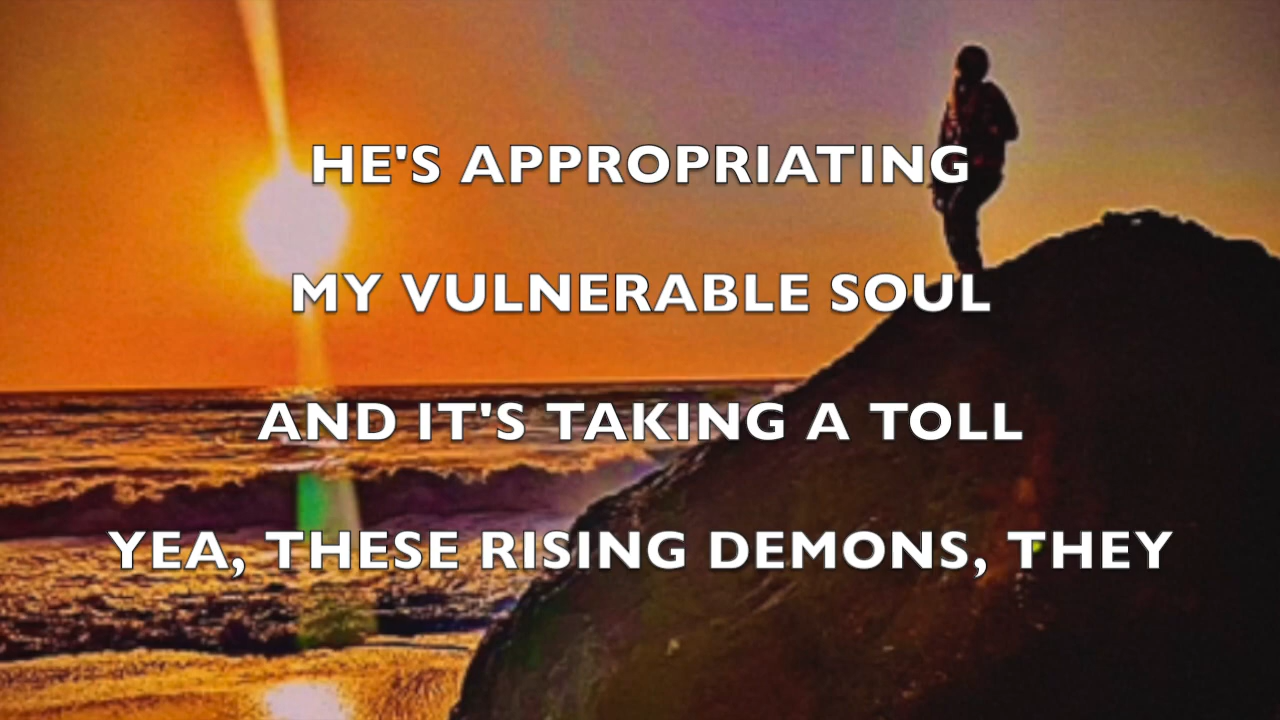 HE'S APPROPRIATING
MY VULNERABLE SOUL
AND IT'S TAKING A TOLL
YEA, THESE RISING DEMONS, THEY